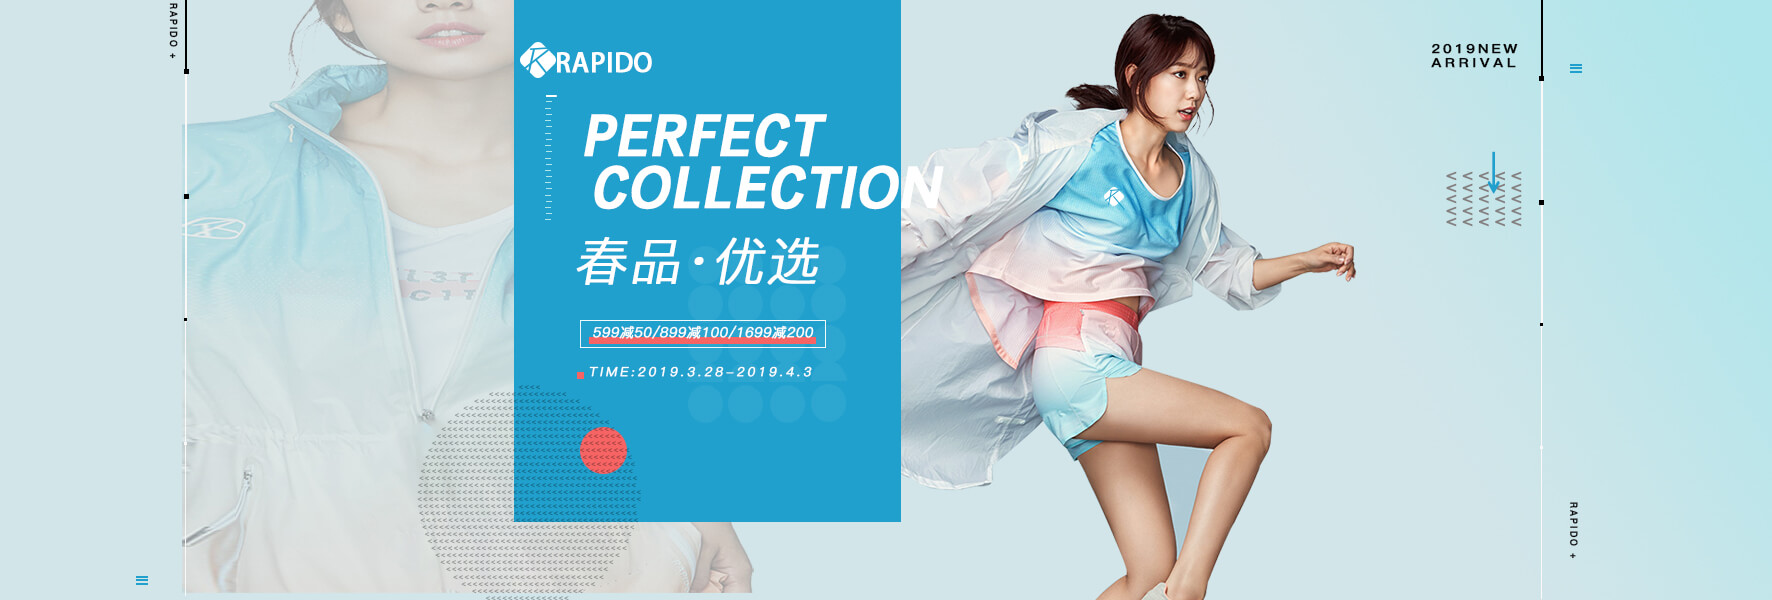 RAPIDO +
RAPIDO
PERFECT
COLLECTION
春品·优选
599减50/899减100/1699减200
TIME:2019.3.28-2019.4.3
2019NEW
ARRIVAL
RAPIDO +